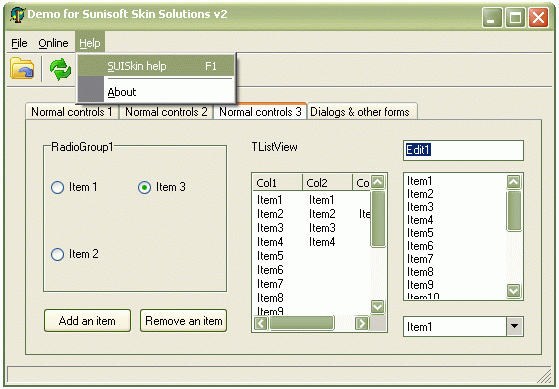 Demo for Sunisoft Skin Solutions v2
File Online Help
SUISkin help F1
About
Normal controls 1 Normal controls 2 Normal controls 3 Dialogs & other forms
RadioGroup1
Item 1 Item 3
Item 2
Add an item Remove an item
TListView
Col1 Col2 Co
Item1 Item1
Item2 Item2 Ite
Item3 Item3
Item4 Item4
Item5
Item6
Item7
Item8
Item9
Edit1
Item1
Item2
Item3
Item4
Item5
Item6
Item7
Item8
Item9
Item10
Item1